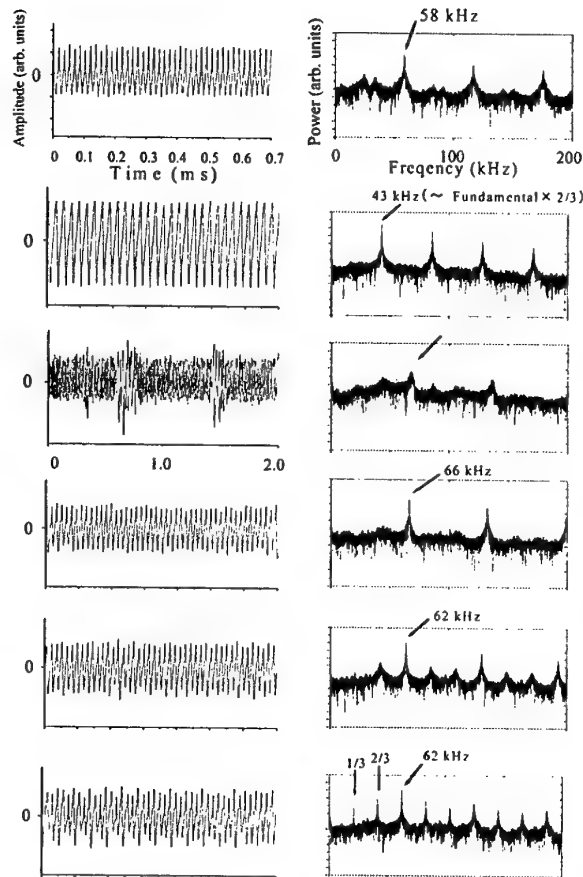 Amplitude (arb. units)
0
0 0.1 0.2 0.3 0.4 0.5 0.6 0.7
Time (ms)
58 kHz
Power (arb. units)
0 100 200
Freqency (kHz)
0
43 kHz (~ Fundamental × 2/3)
0
0 1.0 2.0
0
66 kHz
0
62 kHz
0
1/3 2/3 62 kHz